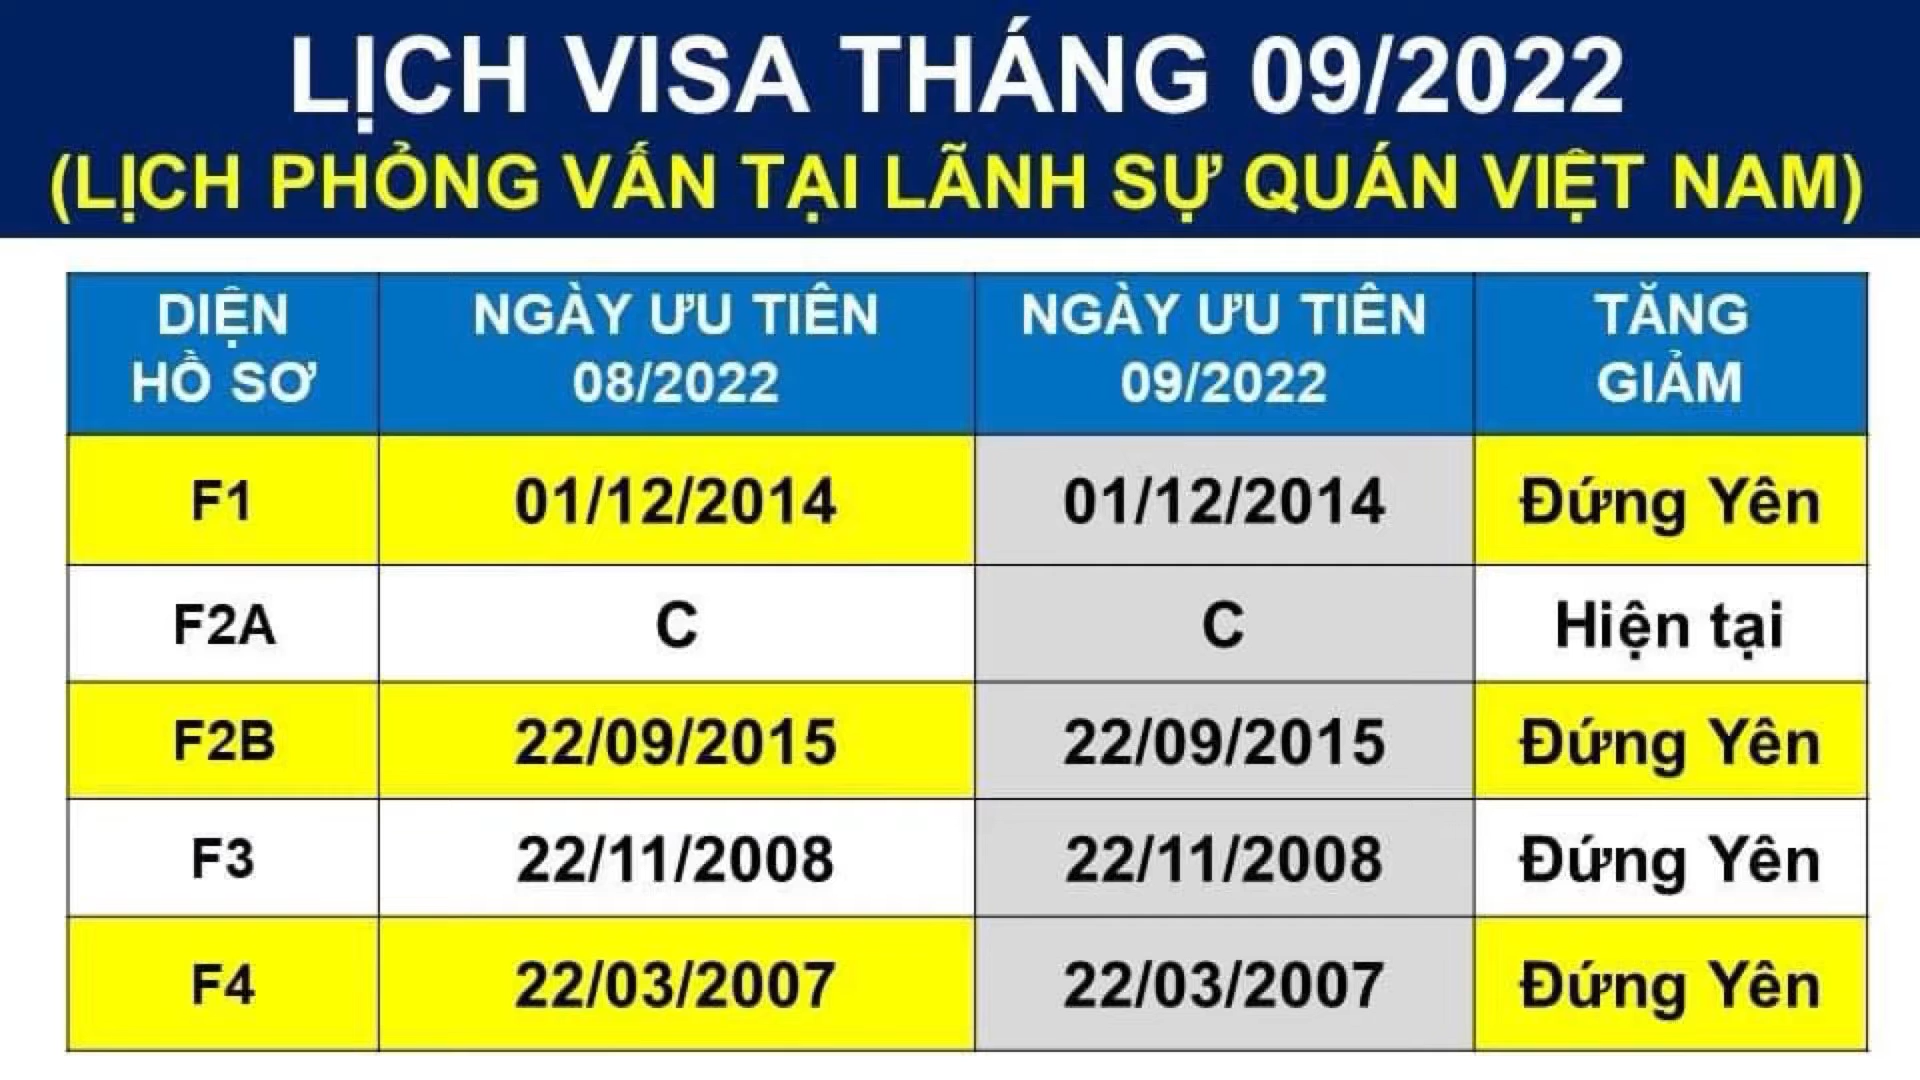 LỊCH VISA THÁNG 09/2022
(LỊCH PHỎNG VẤN TẠI LÃNH SỰ QUÁN VIỆT NAM)
DIỆN HỒ SƠ NGÀY ƯU TIÊN 08/2022 NGÀY ƯU TIÊN 09/2022 TĂNG GIẢM
F1 01/12/2014 01/12/2014 Đứng Yên
F2A C C Hiện tại
F2B 22/09/2015 22/09/2015 Đứng Yên
F3 22/11/2008 22/11/2008 Đứng Yên
F4 22/03/2007 22/03/2007 Đứng Yên